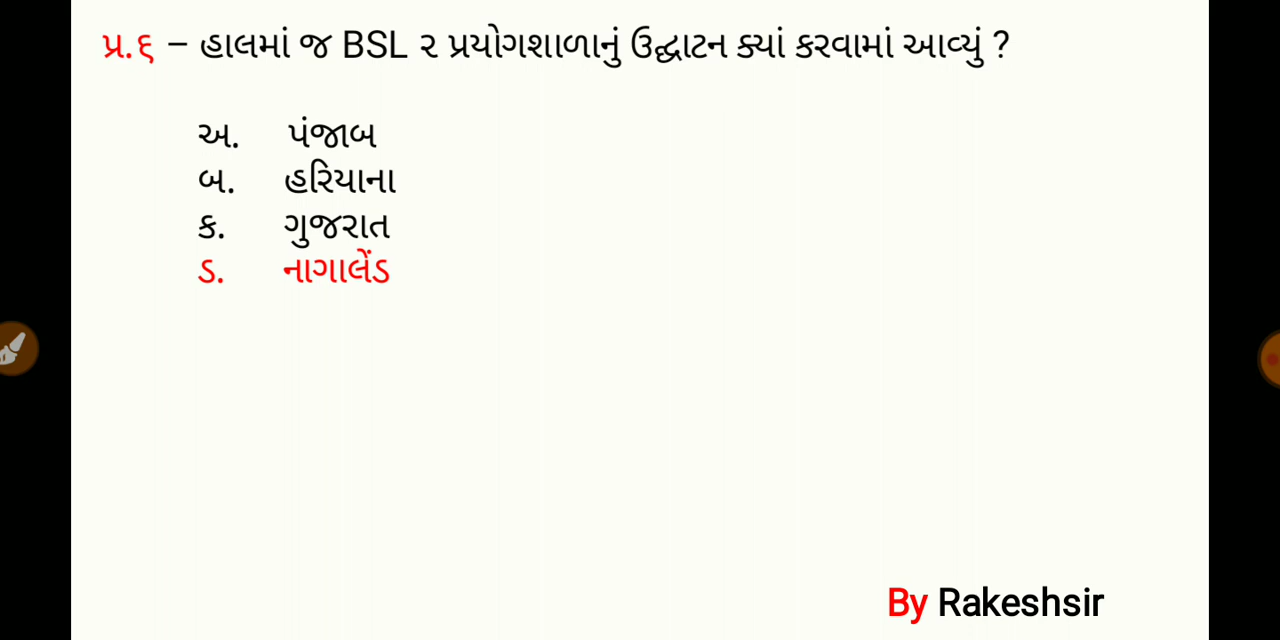 પ્ર.૬ – હાલમાં જ BSL ૨ પ્રયોગશાળાનું ઉદ્ઘાટન ક્યાં કરવામાં આવ્યું ?
અ. પંજાબ
બ. હરિયાના
ક. ગુજરાત
ડ. નાગાલેંડ
By Rakeshsir